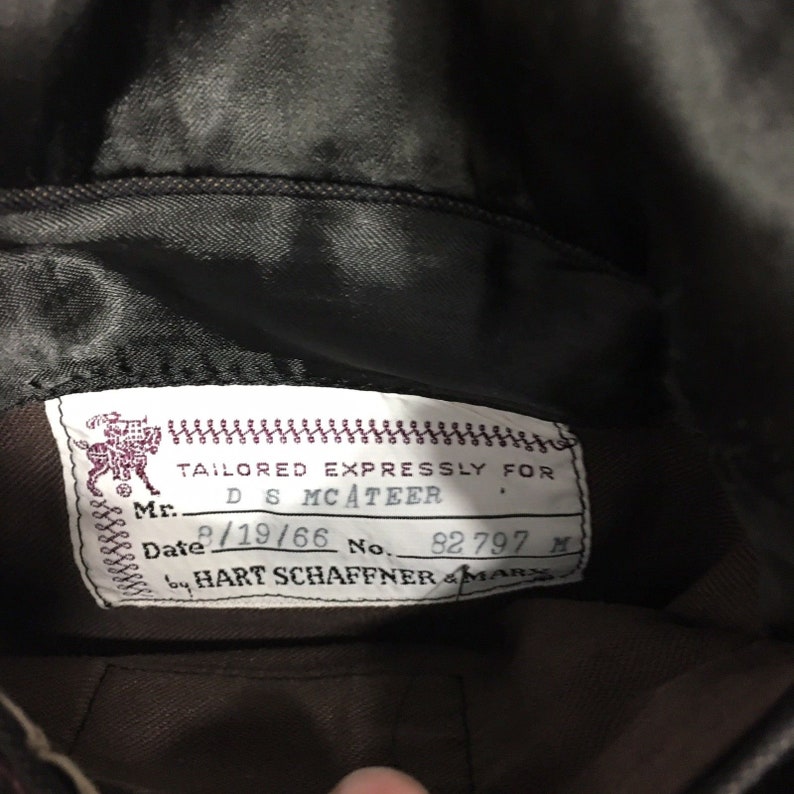 TAILORED EXPRESSLY FOR
Mr. D S MCATEER
Date 8/19/66 No. 82797 M
by HART SCHAFFNER & MARX
®